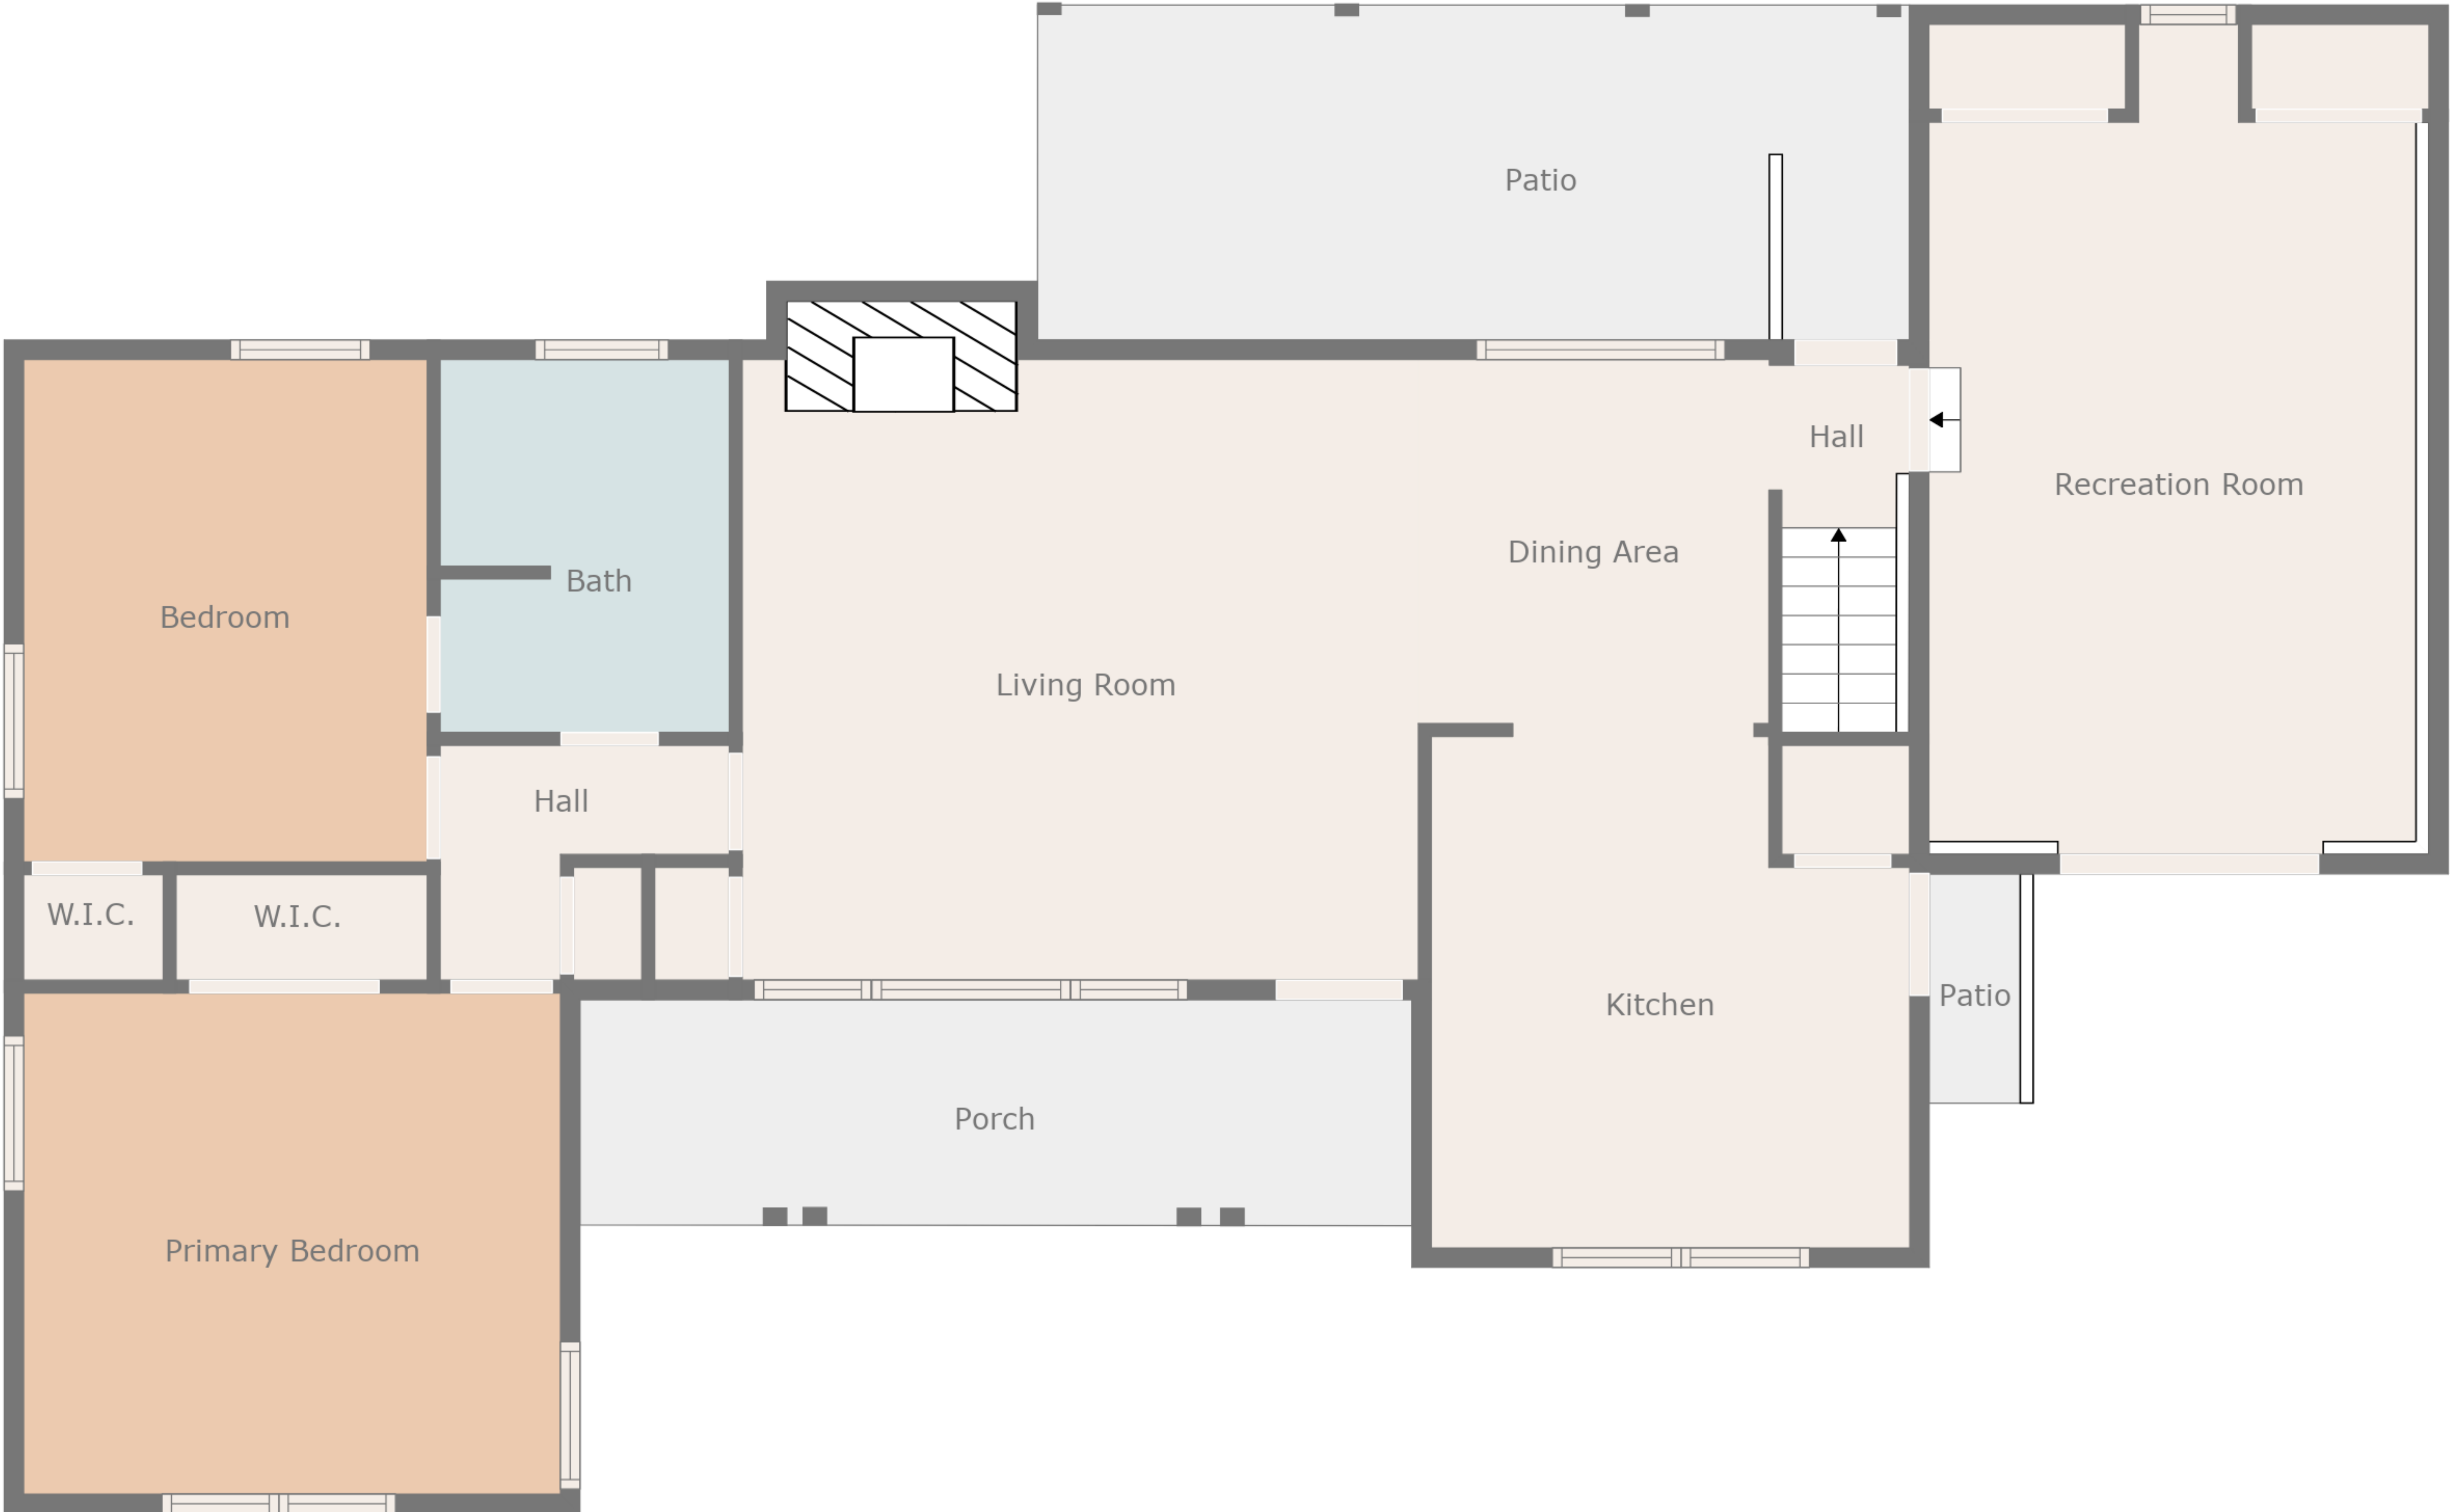 Patio
Hall
Recreation Room
Dining Area
Bath
Bedroom
Living Room
Hall
W.I.C.
W.I.C.
Patio
Kitchen
Porch
Primary Bedroom